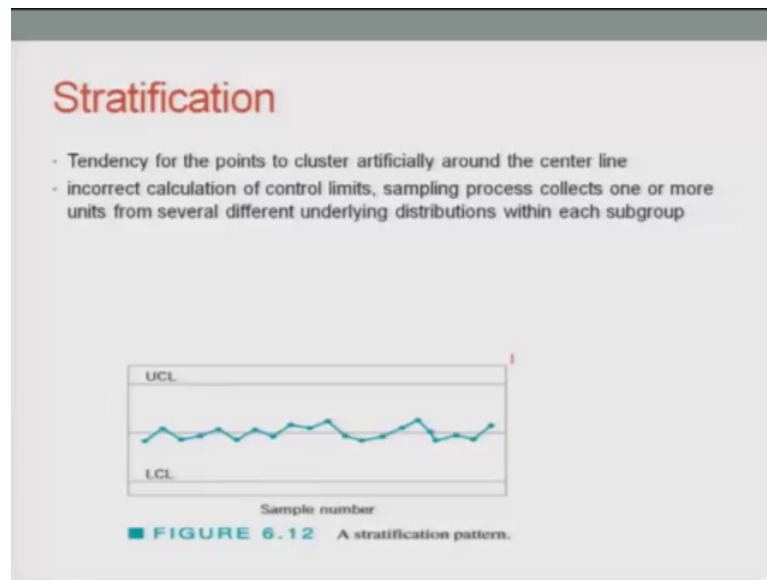 Stratification
· Tendency for the points to cluster artificially around the center line
· incorrect calculation of control limits, sampling process collects one or more
units from several different underlying distributions within each subgroup
UCL
LCL
Sample number
FIGURE 6.12 A stratification pattern.